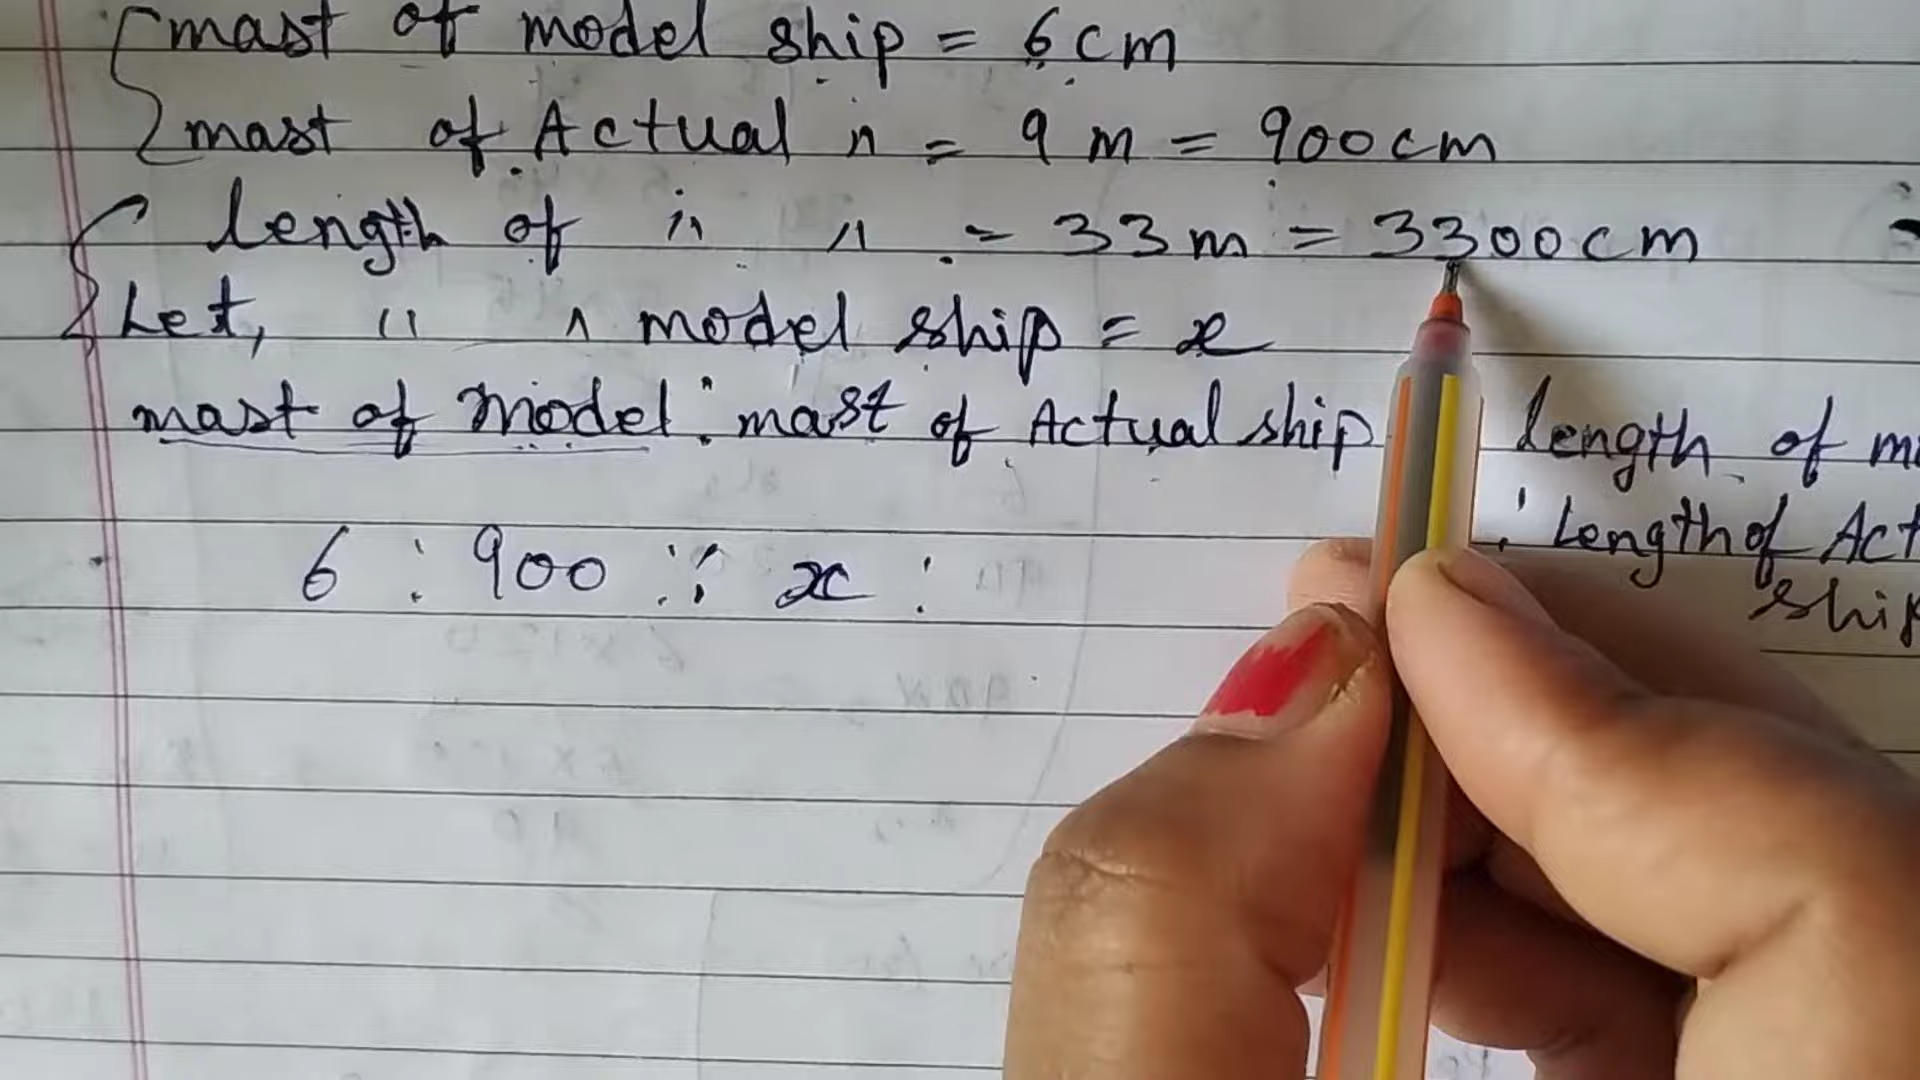 mast of model ship = 6 cm
mast of Actual " = 9 m = 900 cm
length of " " = 33 m = 3300 cm
Let, " " model ship = x
mast of model : mast of Actual ship
length of
: Length of Act
ship
6 : 900 :: x :